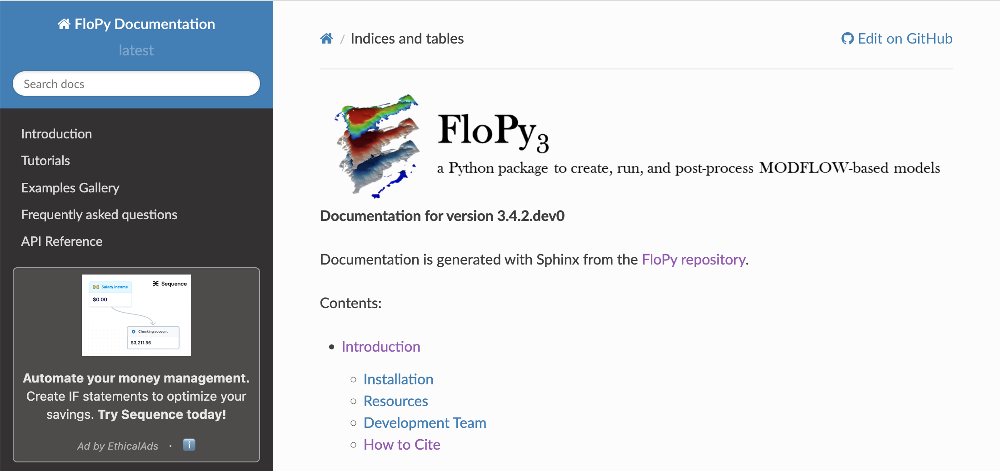 FloPy Documentation
latest
Search docs
Introduction
Tutorials
Examples Gallery
Frequently asked questions
API Reference
Sequence
Salary Income
$0.00
Checking account
$3,211.56
Automate your money management.
Create IF statements to optimize your
savings. Try Sequence today!
Ad by EthicalAds · i
/ Indices and tables
Edit on GitHub
FloPy3
a Python package to create, run, and post-process MODFLOW-based models
Documentation for version 3.4.2.dev0
Documentation is generated with Sphinx from the FloPy repository.
Contents:
• Introduction
◦ Installation
◦ Resources
◦ Development Team
◦ How to Cite